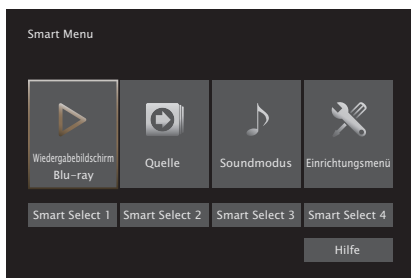 Smart Menu
Wiedergabebildschirm
Blu-ray
Quelle
Soundmodus
Einrichtungsmenü
Smart Select 1
Smart Select 2
Smart Select 3
Smart Select 4
Hilfe